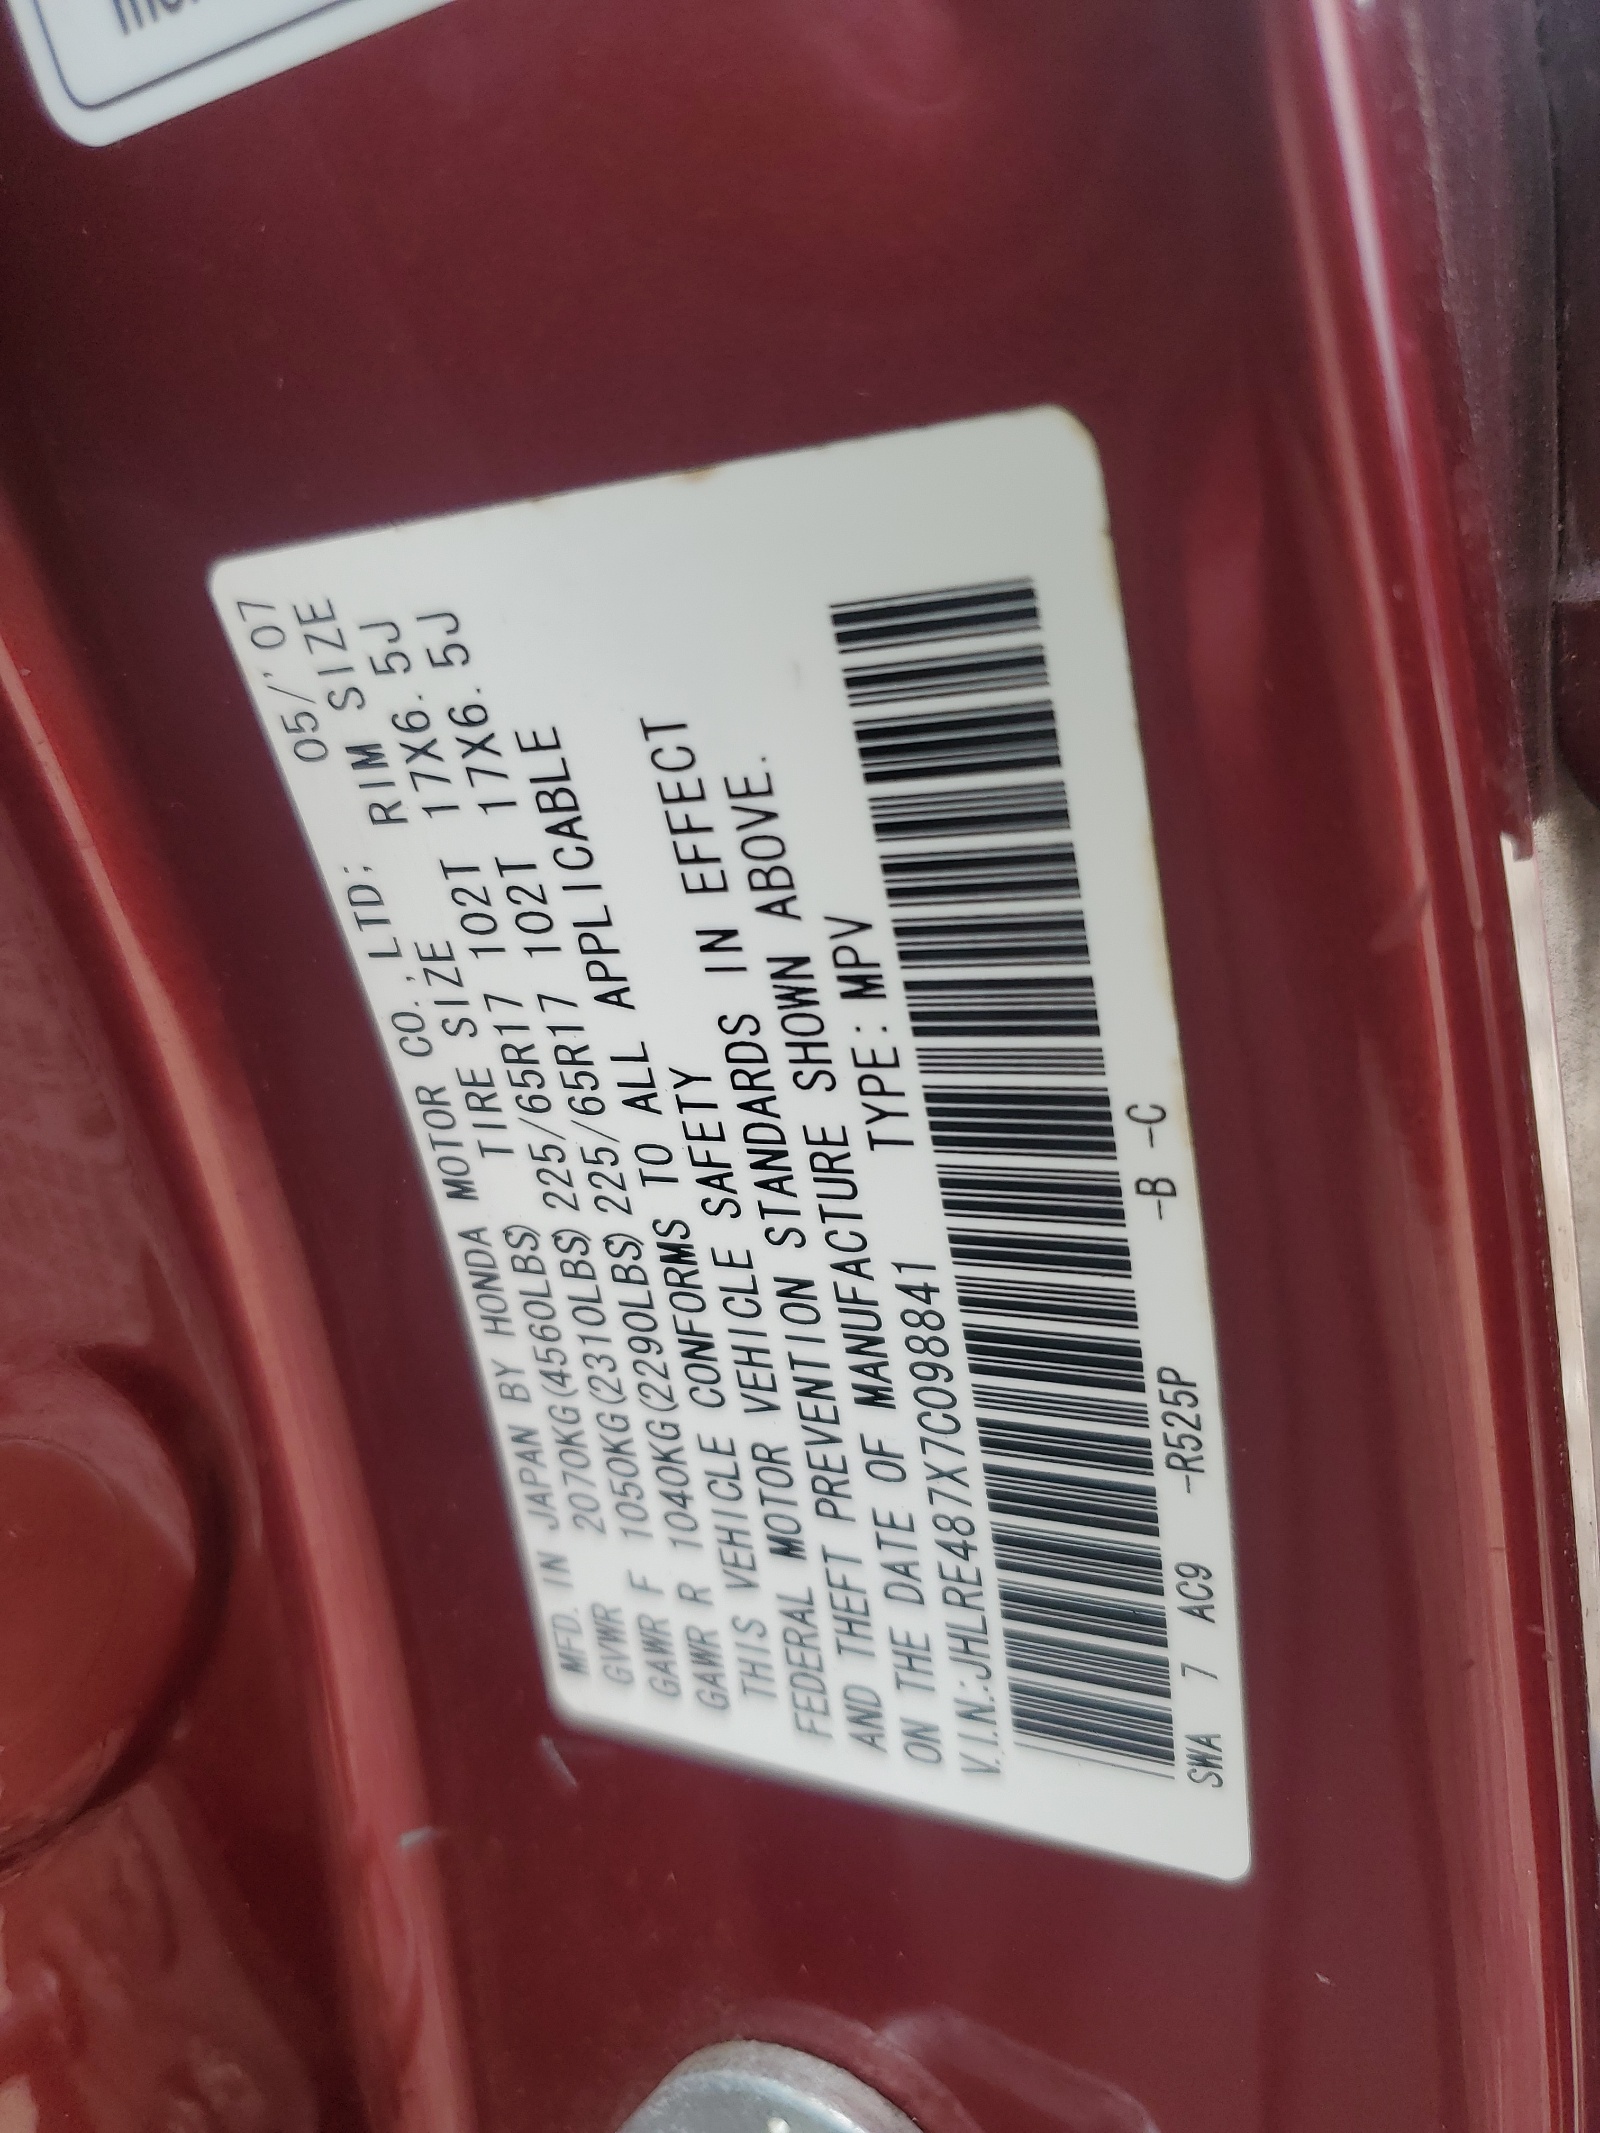 MFD. IN JAPAN BY HONDA MOTOR CO., LTD; 05/'07
GVWR 2070KG(4560LBS) TIRE SIZE RIM SIZE
GAWR F 1050KG(2310LBS) 225/65R17 102T 17X6.5J
GAWR R 1040KG(2290LBS) 225/65R17 102T 17X6.5J
THIS VEHICLE CONFORMS TO ALL APPLICABLE
FEDERAL MOTOR VEHICLE SAFETY
AND THEFT PREVENTION STANDARDS IN EFFECT
ON THE DATE OF MANUFACTURE SHOWN ABOVE.
V.I.N.:JHLRE487X7C098841 TYPE: MPV
SWA 7 AC9 -R525P -B -C